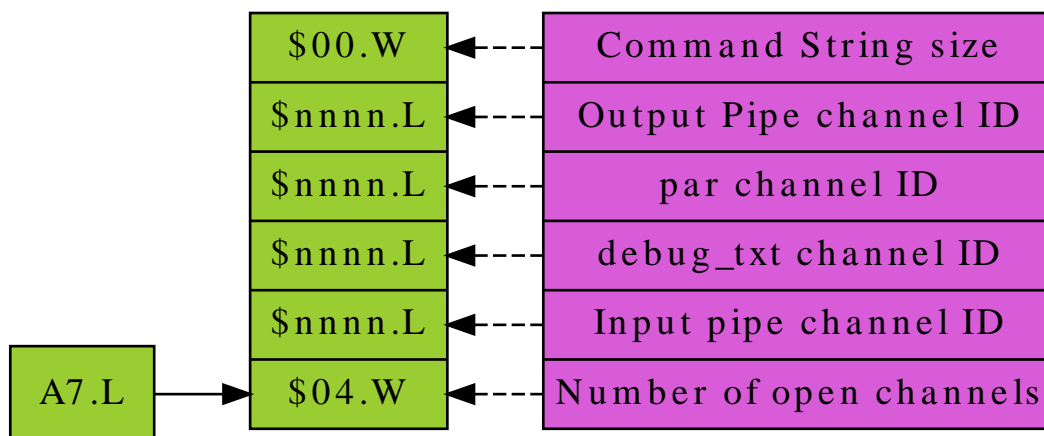 $00.W Command String size
$nnnn.L Output Pipe channel ID
$nnnn.L par channel ID
$nnnn.L debug_txt channel ID
$nnnn.L Input pipe channel ID
A7.L $04.W Number of open channels